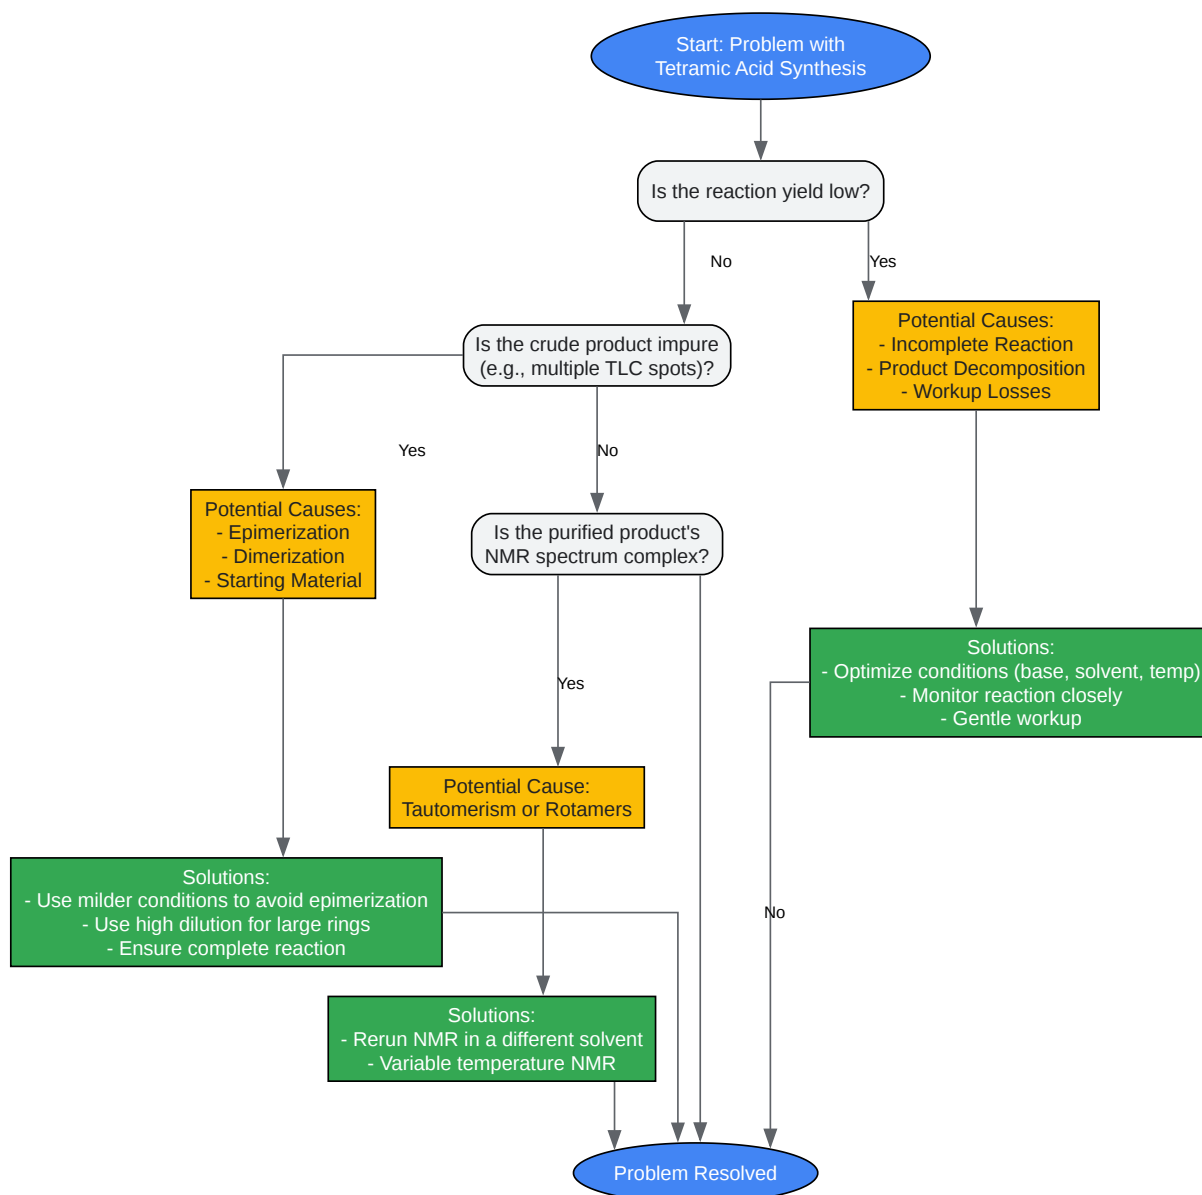 Start: Problem with
Tetramic Acid Synthesis
Is the reaction yield low?
No
Yes
Potential Causes:
- Incomplete Reaction
- Product Decomposition
- Workup Losses
Is the crude product impure
(e.g., multiple TLC spots)?
Yes
No
Potential Causes:
- Epimerization
- Dimerization
- Starting Material
Is the purified product's
NMR spectrum complex?
Solutions:
- Optimize conditions (base, solvent, temp)
- Monitor reaction closely
- Gentle workup
Yes
Potential Cause:
Tautomerism or Rotamers
Solutions:
- Use milder conditions to avoid epimerization
- Use high dilution for large rings
- Ensure complete reaction
No
Solutions:
- Rerun NMR in a different solvent
- Variable temperature NMR
Problem Resolved